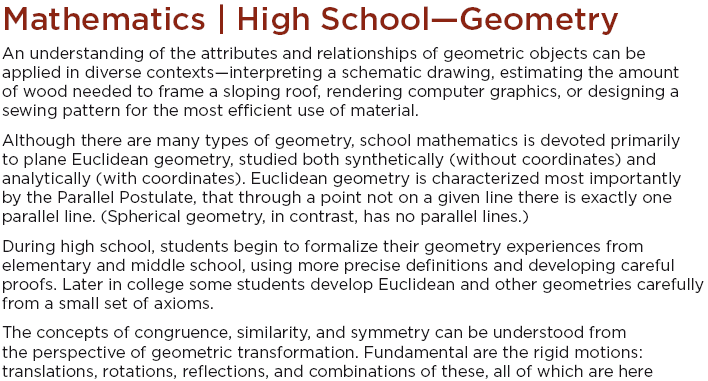 Mathematics | High School—Geometry
An understanding of the attributes and relationships of geometric objects can be
applied in diverse contexts—interpreting a schematic drawing, estimating the amount
of wood needed to frame a sloping roof, rendering computer graphics, or designing a
sewing pattern for the most efficient use of material.
Although there are many types of geometry, school mathematics is devoted primarily
to plane Euclidean geometry, studied both synthetically (without coordinates) and
analytically (with coordinates). Euclidean geometry is characterized most importantly
by the Parallel Postulate, that through a point not on a given line there is exactly one
parallel line. (Spherical geometry, in contrast, has no parallel lines.)
During high school, students begin to formalize their geometry experiences from
elementary and middle school, using more precise definitions and developing careful
proofs. Later in college some students develop Euclidean and other geometries carefully
from a small set of axioms.
The concepts of congruence, similarity, and symmetry can be understood from
the perspective of geometric transformation. Fundamental are the rigid motions:
translations, rotations, reflections, and combinations of these, all of which are here